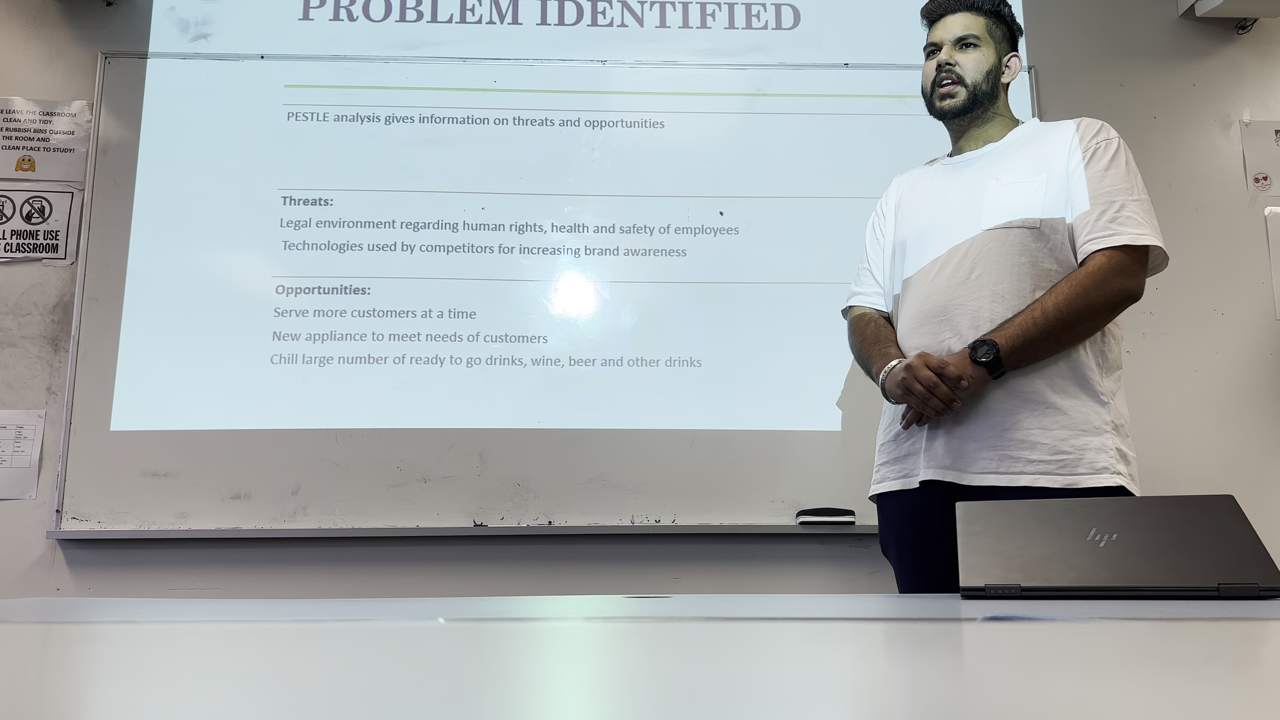 PROBLEM IDENTIFIED
PESTLE analysis gives information on threats and opportunities
Threats:
Legal environment regarding human rights, health and safety of employees
Technologies used by competitors for increasing brand awareness
Opportunities:
Serve more customers at a time
New appliance to meet needs of customers
Chill large number of ready to go drinks, wine, beer and other drinks
LEAVE THE CLASSROOM
CLEAN AND TIDY.
RUBBISH BINS OUTSIDE
THE ROOM AND
CLEAN PLACE TO STUDY!
PHONE USE
CLASSROOM
hp